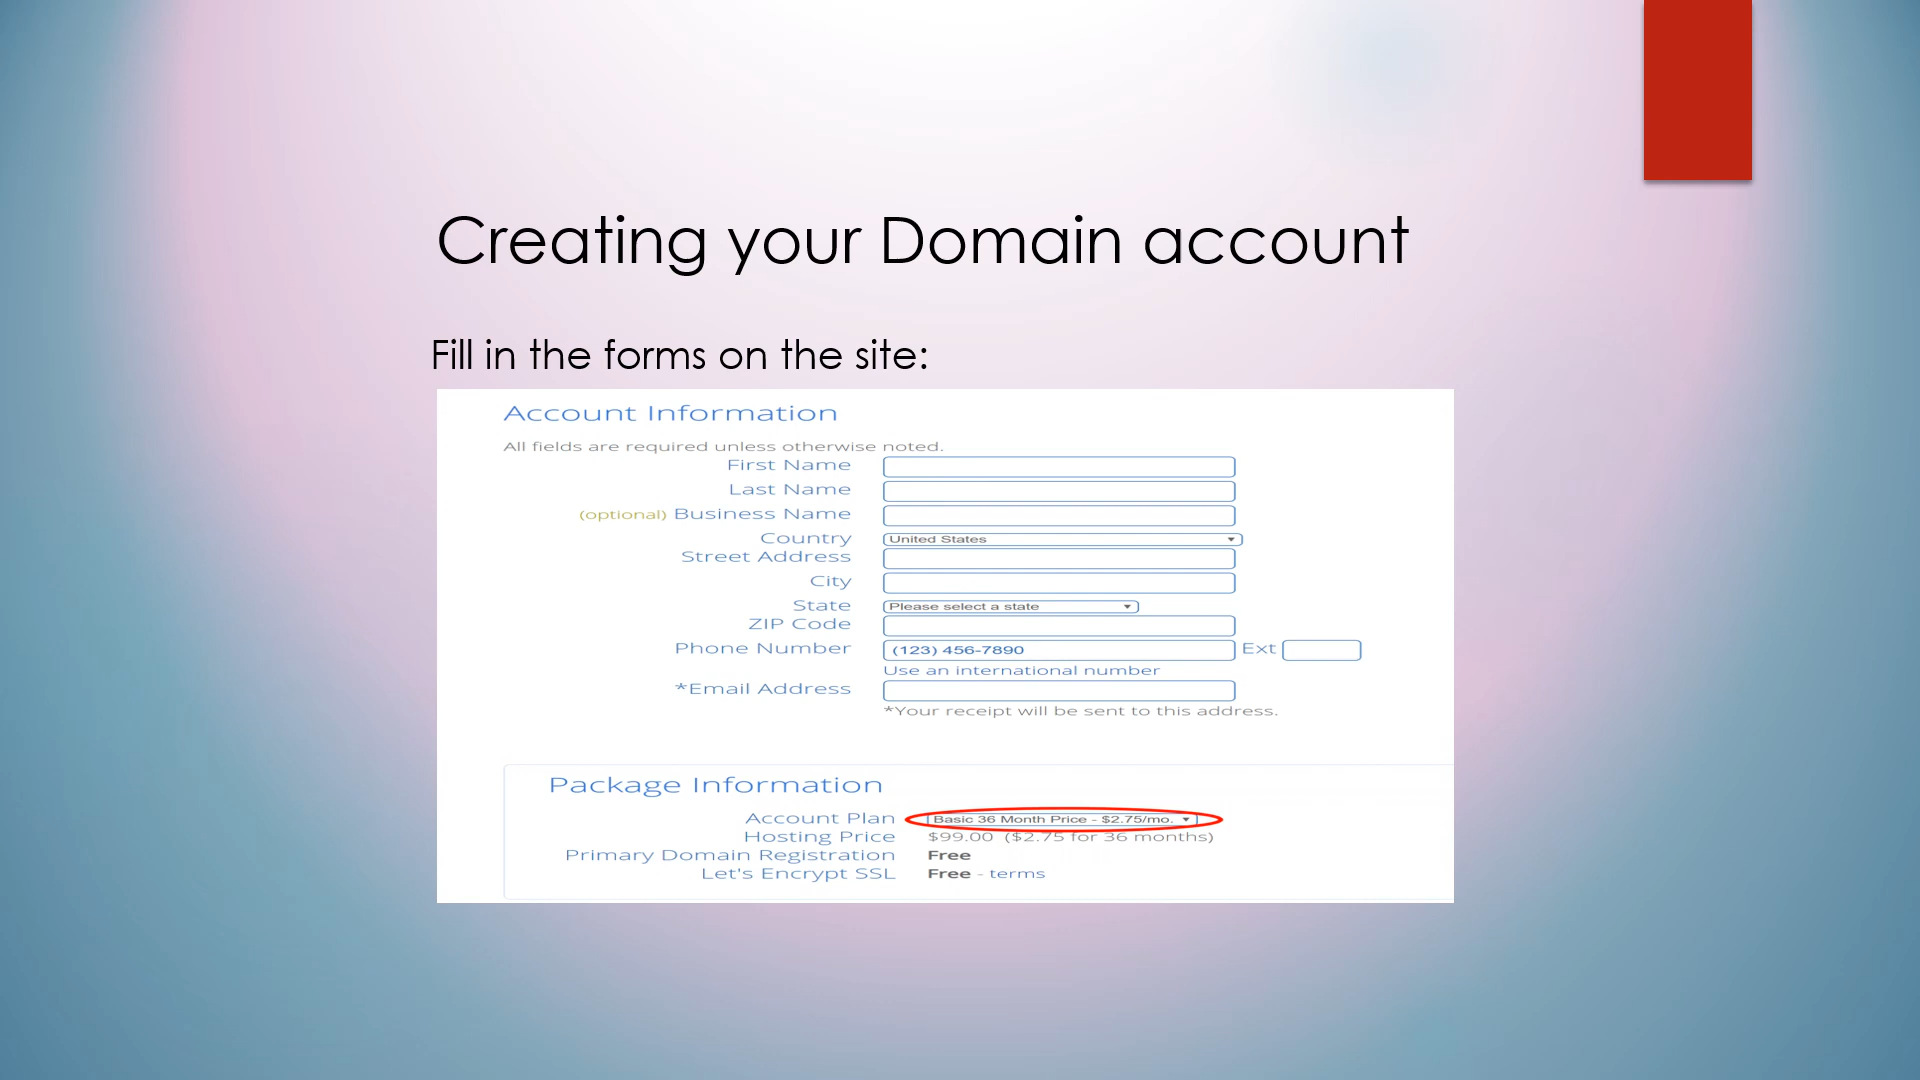 Creating your Domain account
Fill in the forms on the site:
Account Information
All fields are required unless otherwise noted.
First Name
Last Name
(optional) Business Name
Country United States
Street Address
City
State Please select a state
ZIP Code
Phone Number (123) 456-7890 Ext
Use an international number
*Email Address
*Your receipt will be sent to this address.
Package Information
Account Plan Basic 36 Month Price - $2.75/mo.
Hosting Price $99.00 ($2.75 for 36 months)
Primary Domain Registration Free
Let's Encrypt SSL Free - terms